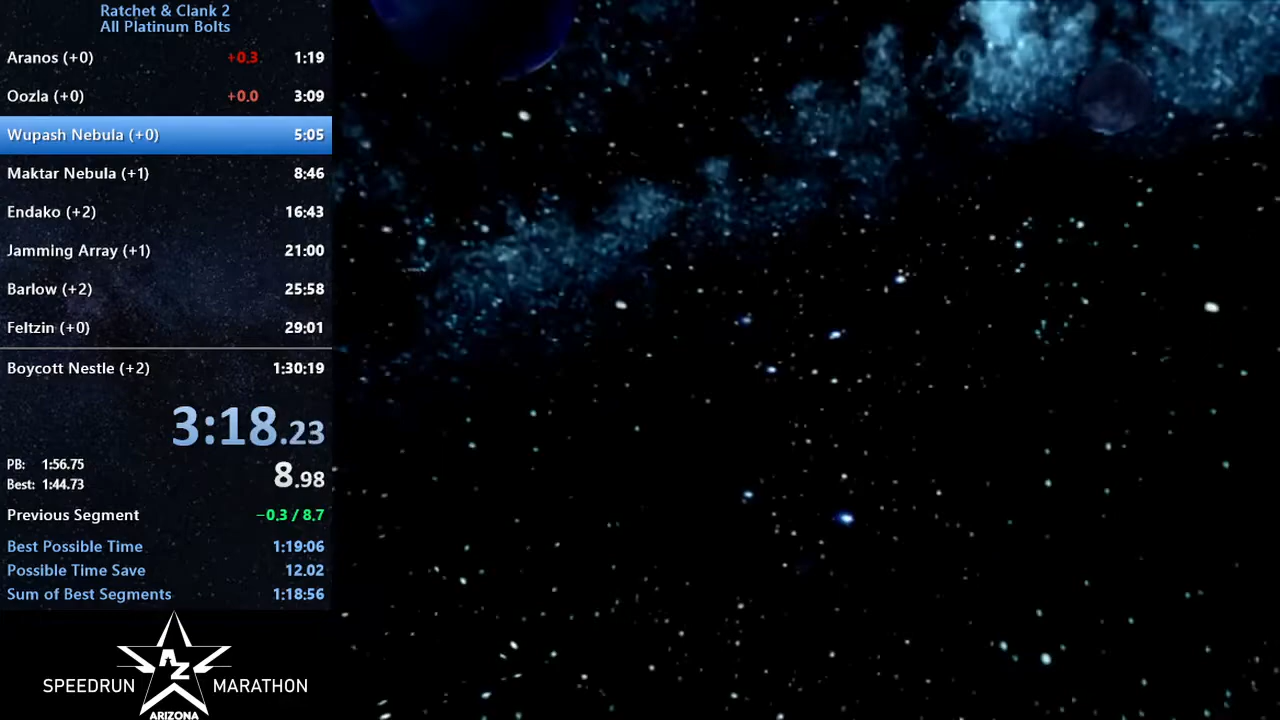 Ratchet & Clank 2
All Platinum Bolts
Aranos (+0) +0.3 1:19
Oozla (+0) +0.0 3:09
Wupash Nebula (+0) 5:05
Maktar Nebula (+1) 8:46
Endako (+2) 16:43
Jamming Array (+1) 21:00
Barlow (+2) 25:58
Feltzin (+0) 29:01
Boycott Nestle (+2) 1:30:19
3:18.23
PB: 1:56.75
Best: 1:44.73
8.98
Previous Segment −0.3 / 8.7
Best Possible Time 1:19:06
Possible Time Save 12.02
Sum of Best Segments 1:18:56
AZ
SPEEDRUN MARATHON
ARIZONA